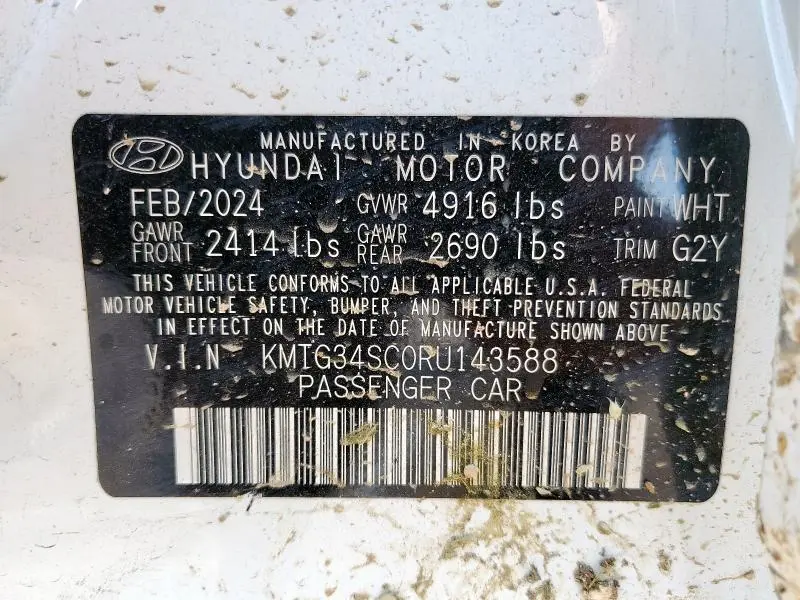 MANUFACTURED IN KOREA BY
HYUNDAI MOTOR COMPANY
FEB/2024 GVWR 4916 lbs PAINT WHT
GAWR FRONT 2414 lbs GAWR REAR 2690 lbs TRIM G2Y
THIS VEHICLE CONFORMS TO ALL APPLICABLE U.S.A. FEDERAL
MOTOR VEHICLE SAFETY, BUMPER, AND THEFT PREVENTION STANDARDS
IN EFFECT ON THE DATE OF MANUFACTURE SHOWN ABOVE
V.I.N KMTG34SC0RU143588
PASSENGER CAR